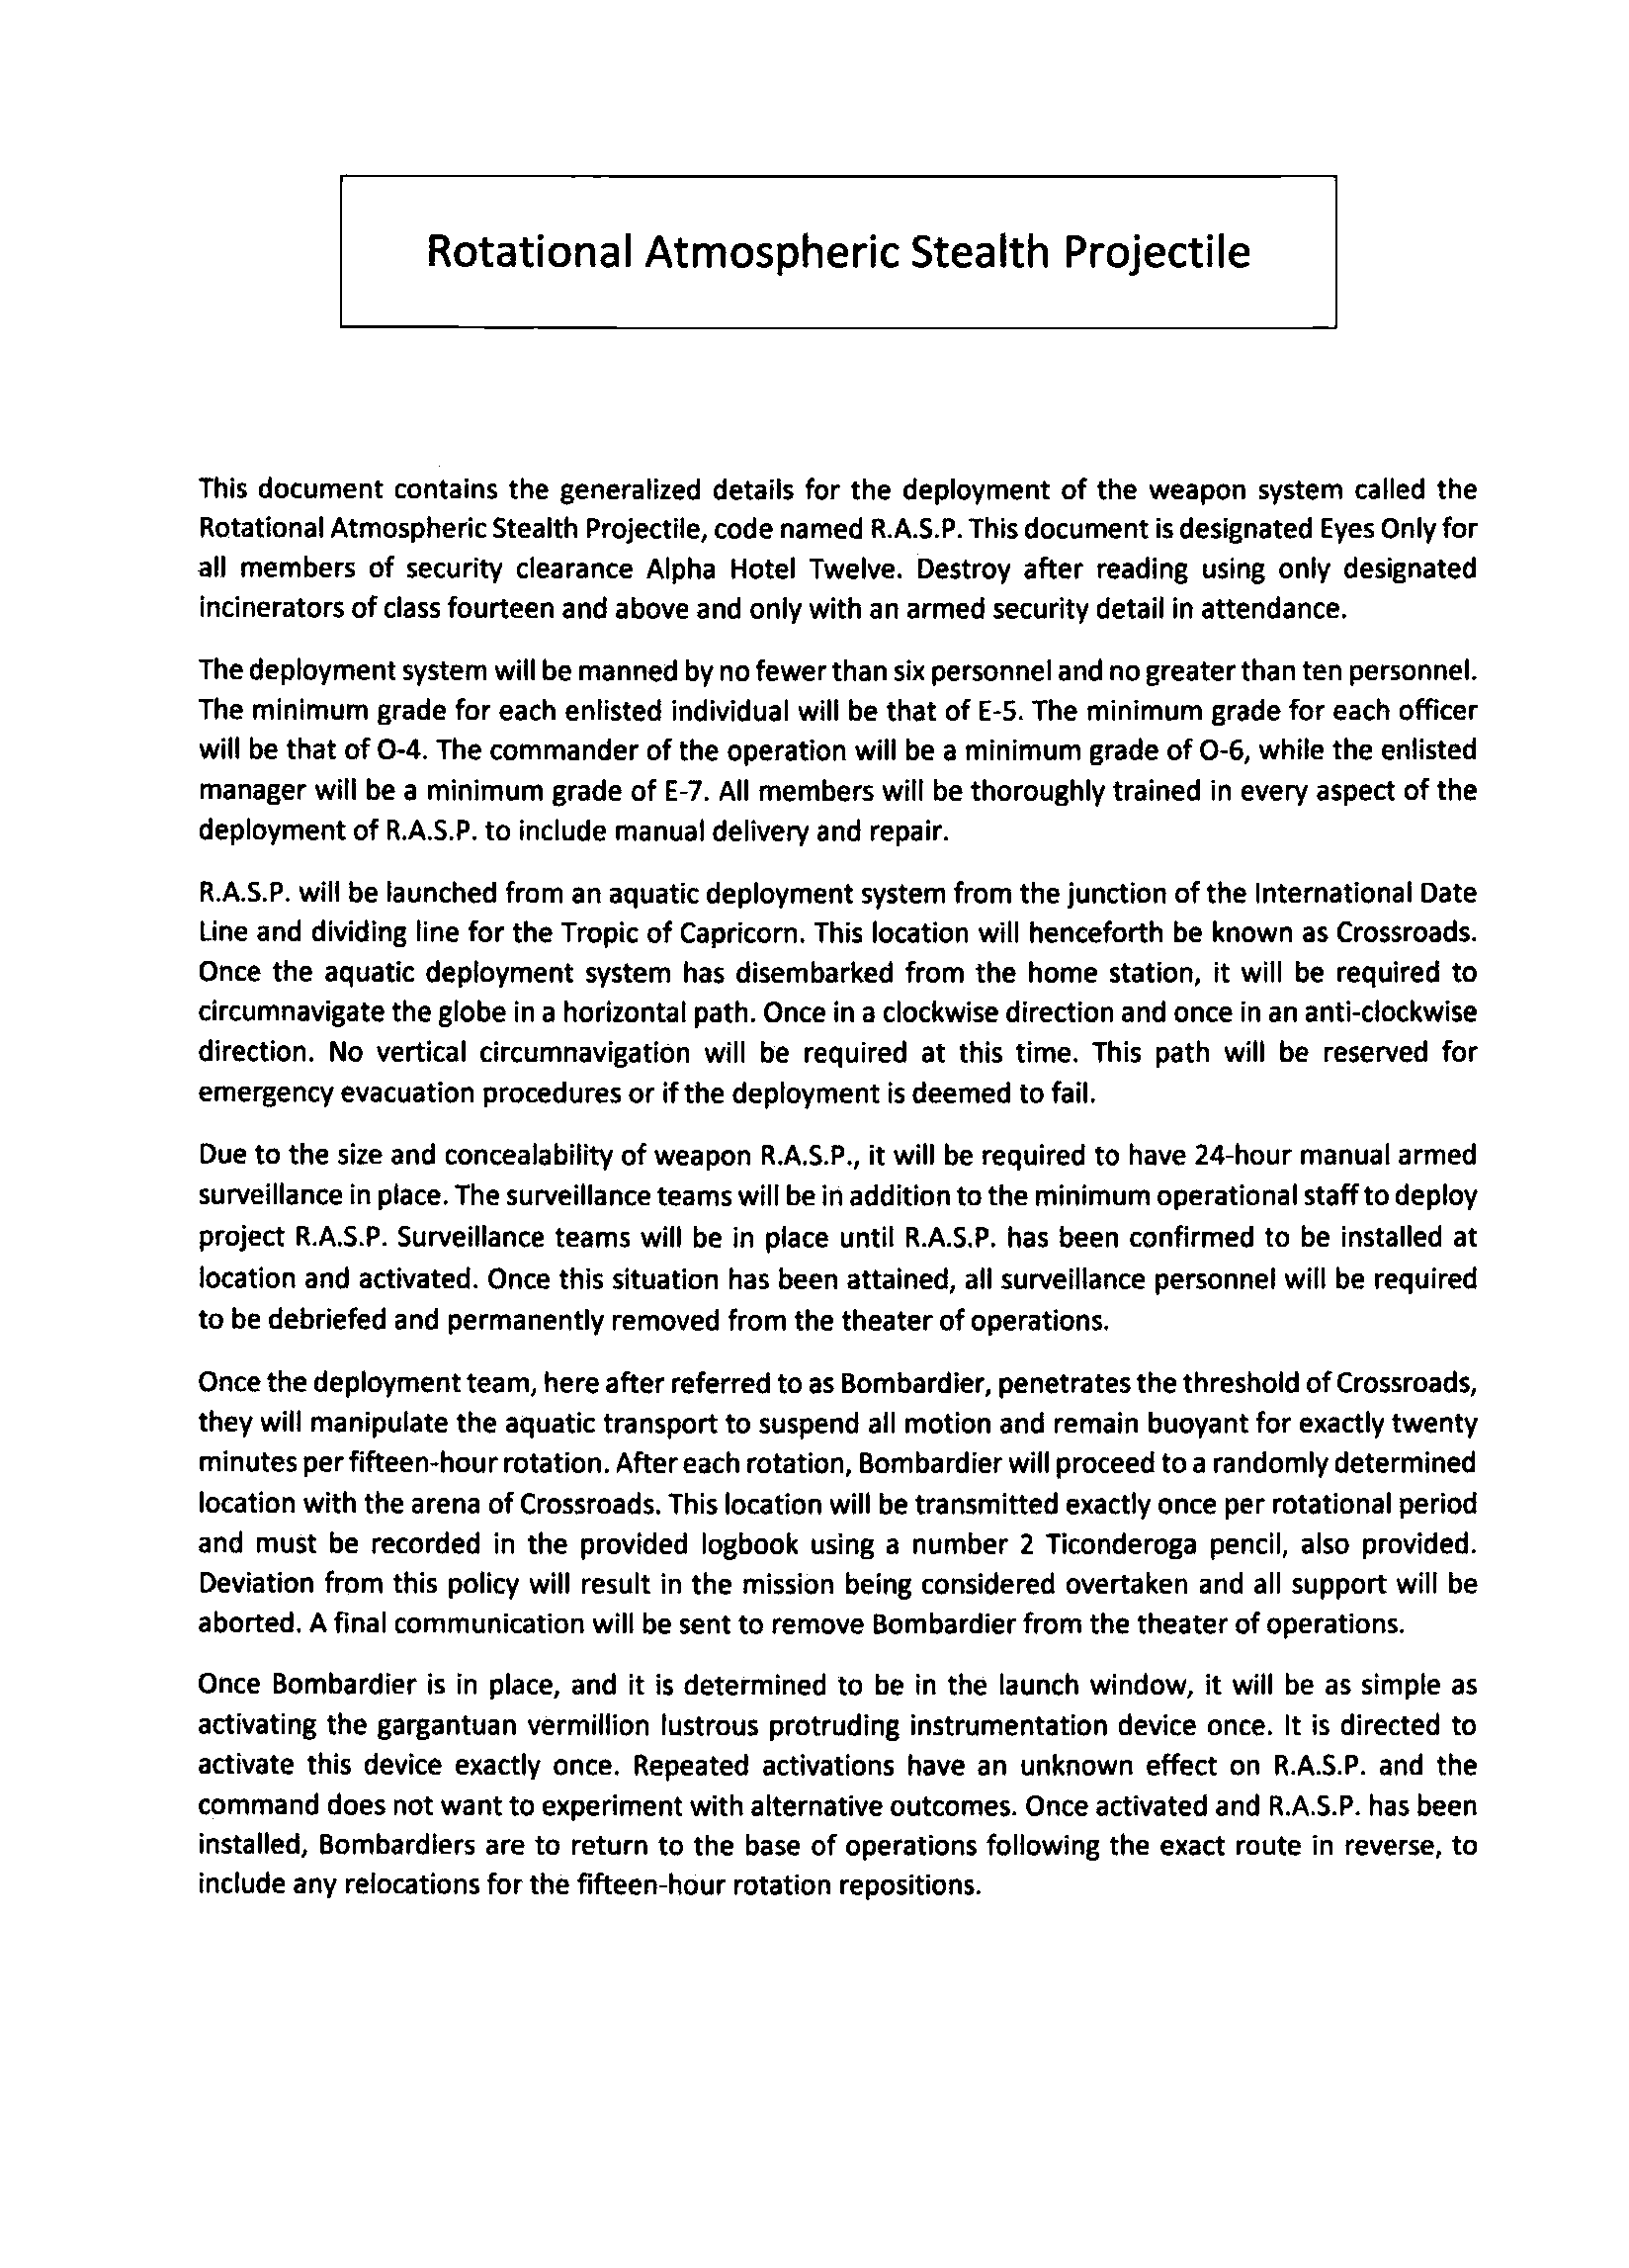 Rotational Atmospheric Stealth Projectile
This document contains the generalized details for the deployment of the weapon system called the
Rotational Atmospheric Stealth Projectile, code named R.A.S.P. This document is designated Eyes Only for
all members of security clearance Alpha Hotel Twelve. Destroy after reading using only designated
incinerators of class fourteen and above and only with an armed security detail in attendance.
The deployment system will be manned by no fewer than six personnel and no greater than ten personnel.
The minimum grade for each enlisted individual will be that of E-5. The minimum grade for each officer
will be that of O-4. The commander of the operation will be a minimum grade of O-6, while the enlisted
manager will be a minimum grade of E-7. All members will be thoroughly trained in every aspect of the
deployment of R.A.S.P. to include manual delivery and repair.
R.A.S.P. will be launched from an aquatic deployment system from the junction of the International Date
Line and dividing line for the Tropic of Capricorn. This location will henceforth be known as Crossroads.
Once the aquatic deployment system has disembarked from the home station, it will be required to
circumnavigate the globe in a horizontal path. Once in a clockwise direction and once in an anti-clockwise
direction. No vertical circumnavigation will be required at this time. This path will be reserved for
emergency evacuation procedures or if the deployment is deemed to fail.
Due to the size and concealability of weapon R.A.S.P., it will be required to have 24-hour manual armed
surveillance in place. The surveillance teams will be in addition to the minimum operational staff to deploy
project R.A.S.P. Surveillance teams will be in place until R.A.S.P. has been confirmed to be installed at
location and activated. Once this situation has been attained, all surveillance personnel will be required
to be debriefed and permanently removed from the theater of operations.
Once the deployment team, here after referred to as Bombardier, penetrates the threshold of Crossroads,
they will manipulate the aquatic transport to suspend all motion and remain buoyant for exactly twenty
minutes per fifteen-hour rotation. After each rotation, Bombardier will proceed to a randomly determined
location with the arena of Crossroads. This location will be transmitted exactly once per rotational period
and must be recorded in the provided logbook using a number 2 Ticonderoga pencil, also provided.
Deviation from this policy will result in the mission being considered overtaken and all support will be
aborted. A final communication will be sent to remove Bombardier from the theater of operations.
Once Bombardier is in place, and it is determined to be in the launch window, it will be as simple as
activating the gargantuan vermillion lustrous protruding instrumentation device once. It is directed to
activate this device exactly once. Repeated activations have an unknown effect on R.A.S.P. and the
command does not want to experiment with alternative outcomes. Once activated and R.A.S.P. has been
installed, Bombardiers are to return to the base of operations following the exact route in reverse, to
include any relocations for the fifteen-hour rotation repositions.